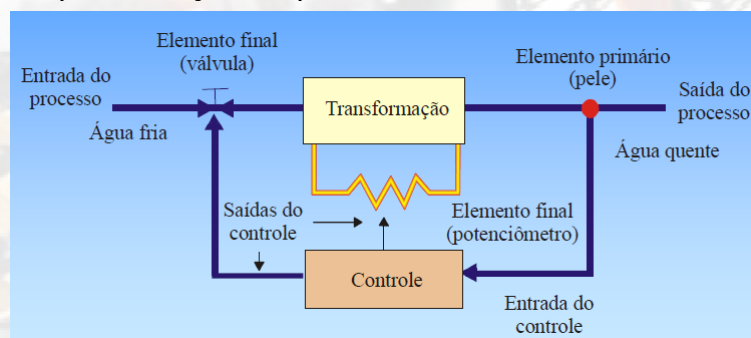 Elemento final
(válvula)
Elemento primário
(pele)
Entrada do
processo
Transformação
Saída do
processo
Água fria
Água quente
Saídas do
controle
Elemento final
(potenciômetro)
Controle
Entrada do
controle